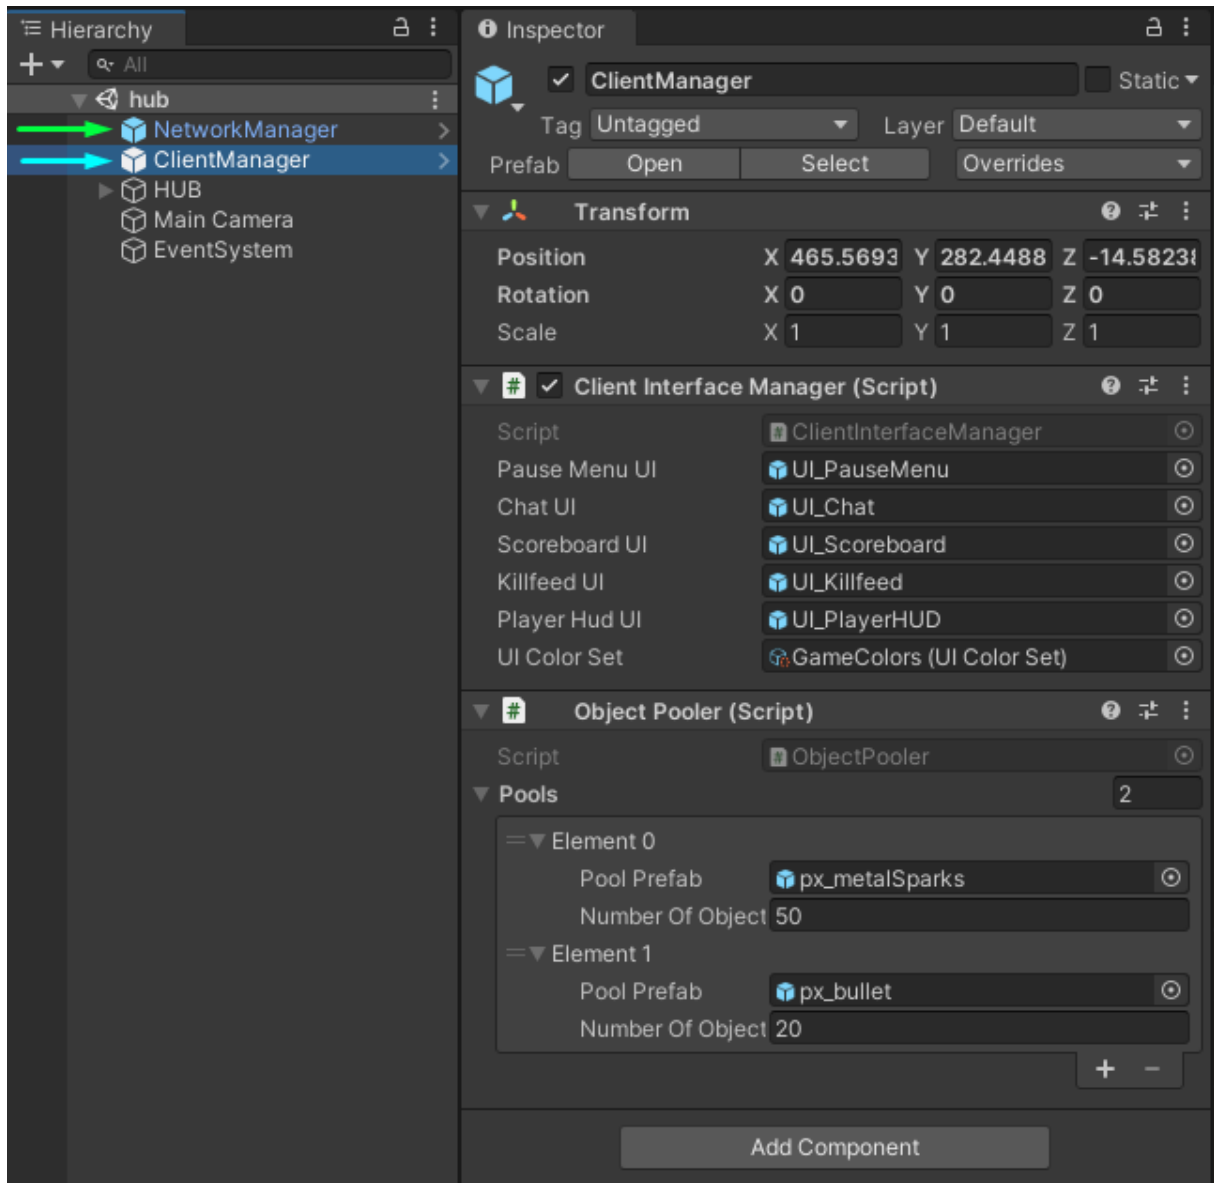 Hierarchy
All
hub
NetworkManager
ClientManager
HUB
Main Camera
EventSystem
Inspector
ClientManager Static
Tag Untagged Layer Default
Prefab Open Select Overrides
Transform
Position X 465.5693 Y 282.4488 Z -14.5823
Rotation X 0 Y 0 Z 0
Scale X 1 Y 1 Z 1
# Client Interface Manager (Script)
Script ClientInterfaceManager
Pause Menu UI UI_PauseMenu
Chat UI UI_Chat
Scoreboard UI UI_Scoreboard
Killfeed UI UI_Killfeed
Player Hud UI UI_PlayerHUD
UI Color Set GameColors (UI Color Set)
# Object Pooler (Script)
Script ObjectPooler
Pools 2
Element 0
Pool Prefab px_metalSparks
Number Of Object 50
Element 1
Pool Prefab px_bullet
Number Of Object 20
+ −
Add Component